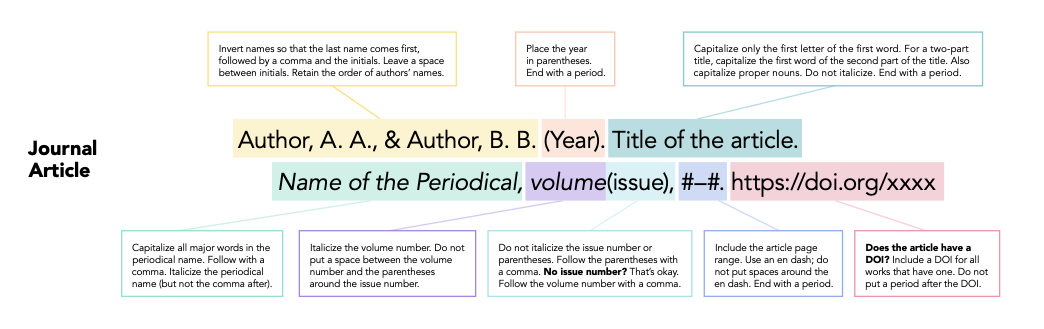 Invert names so that the last name comes first,
followed by a comma and the initials. Leave a space
between initials. Retain the order of authors' names.
Place the year
in parentheses.
End with a period.
Capitalize only the first letter of the first word. For a two-part
title, capitalize the first word of the second part of the title. Also
capitalize proper nouns. Do not italicize. End with a period.
Journal
Article
Author, A. A., & Author, B. B. (Year). Title of the article.
Name of the Periodical, volume(issue), #–#. https://doi.org/xxxx
Capitalize all major words in the
periodical name. Follow with a
comma. Italicize the periodical
name (but not the comma after).
Italicize the volume number. Do not
put a space between the volume
number and the parentheses
around the issue number.
Do not italicize the issue number or
parentheses. Follow the parentheses with
a comma. No issue number? That's okay.
Follow the volume number with a comma.
Include the article page
range. Use an en dash; do
not put spaces around the
en dash. End with a period.
Does the article have a
DOI? Include a DOI for all
works that have one. Do not
put a period after the DOI.